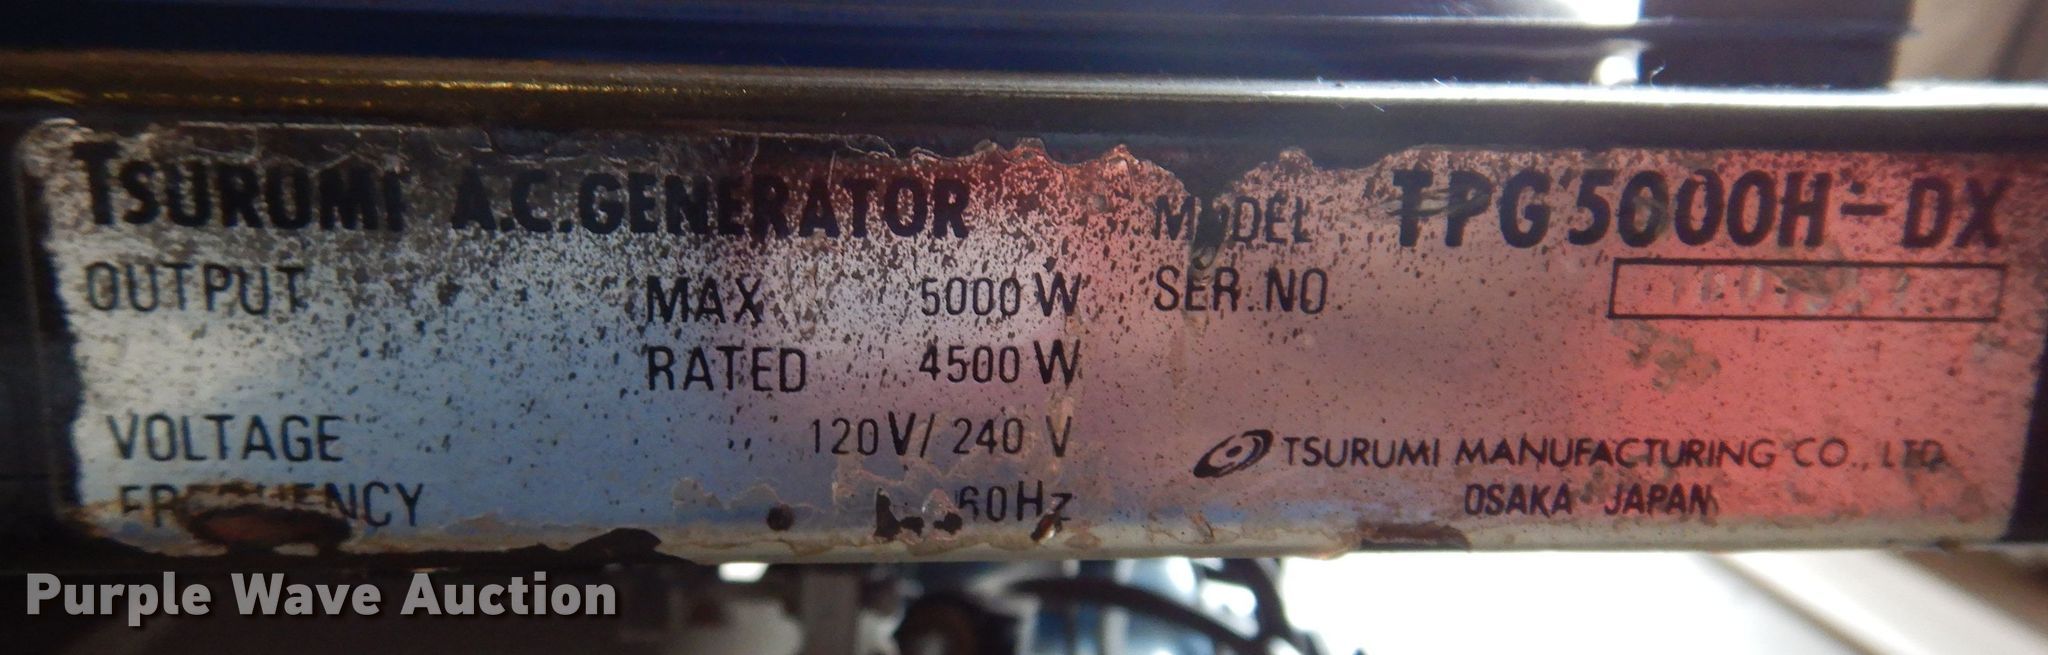 TSURUMI A.C. GENERATOR MODEL TPG5000H-DX
OUTPUT MAX 5000W SER. NO
RATED 4500W
VOLTAGE 120V/240V
FREQUENCY 60Hz
TSURUMI MANUFACTURING CO., LTD.
OSAKA JAPAN
Purple Wave Auction